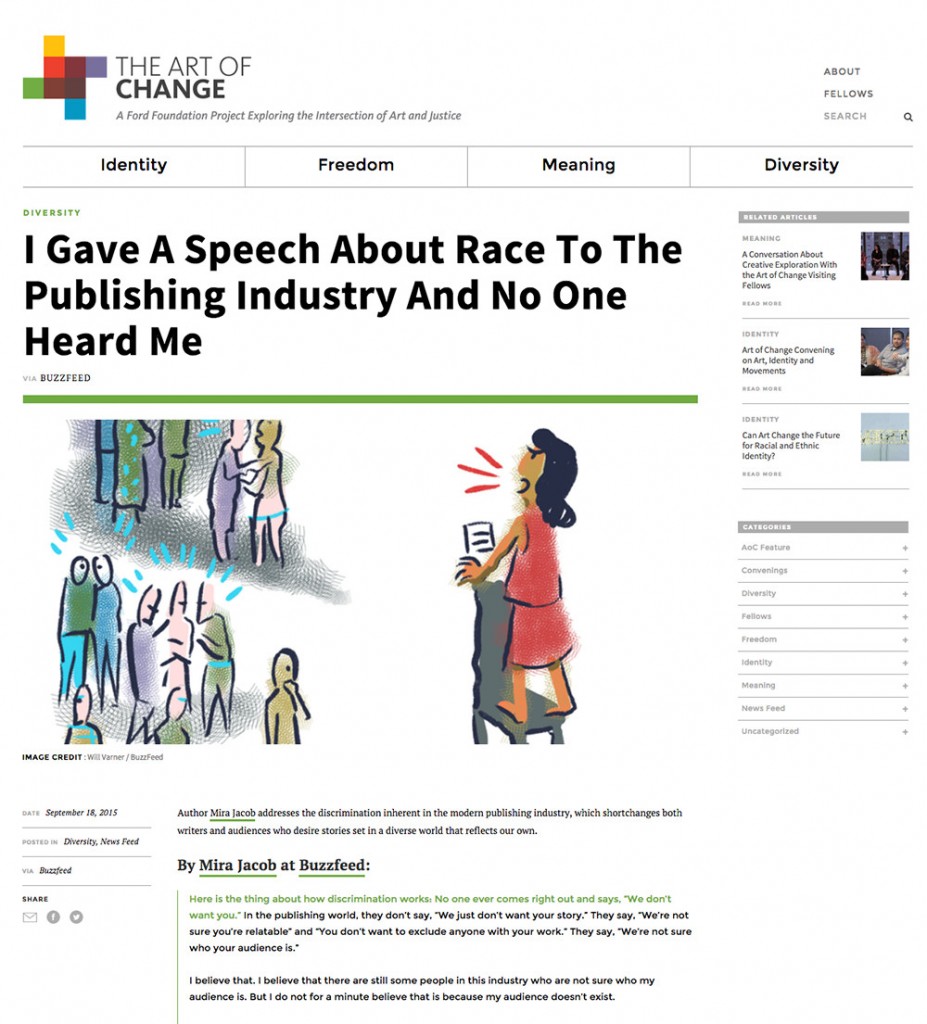 THE ART OF
CHANGE
A Ford Foundation Project Exploring the Intersection of Art and Justice
ABOUT
FELLOWS
SEARCH
Identity
Freedom
Meaning
Diversity
DIVERSITY
I Gave A Speech About Race To The
Publishing Industry And No One
Heard Me
VIA BUZZFEED
IMAGE CREDIT : Will Varner / BuzzFeed
DATE September 18, 2015
POSTED IN Diversity, News Feed
VIA Buzzfeed
SHARE
Author Mira Jacob addresses the discrimination inherent in the modern publishing industry, which shortchanges both
writers and audiences who desire stories set in a diverse world that reflects our own.
By Mira Jacob at Buzzfeed:
Here is the thing about how discrimination works: No one ever comes right out and says, “We don’t
want you.” In the publishing world, they don’t say, “We just don’t want your story.” They say, “We’re not
sure you’re relatable” and “You don’t want to exclude anyone with your work.” They say, “We’re not sure
who your audience is.”
I believe that. I believe that there are still some people in this industry who are not sure who my
audience is. But I do not for a minute believe that is because my audience doesn’t exist.
RELATED ARTICLES
MEANING
A Conversation About
Creative Exploration With
the Art of Change Visiting
Fellows
READ MORE
IDENTITY
Art of Change Convening
on Art, Identity and
Movements
READ MORE
IDENTITY
Can Art Change the Future
for Racial and Ethnic
Identity?
READ MORE
CATEGORIES
AoC Feature +
Convenings +
Diversity +
Fellows +
Freedom +
Identity +
Meaning +
News Feed +
Uncategorized +